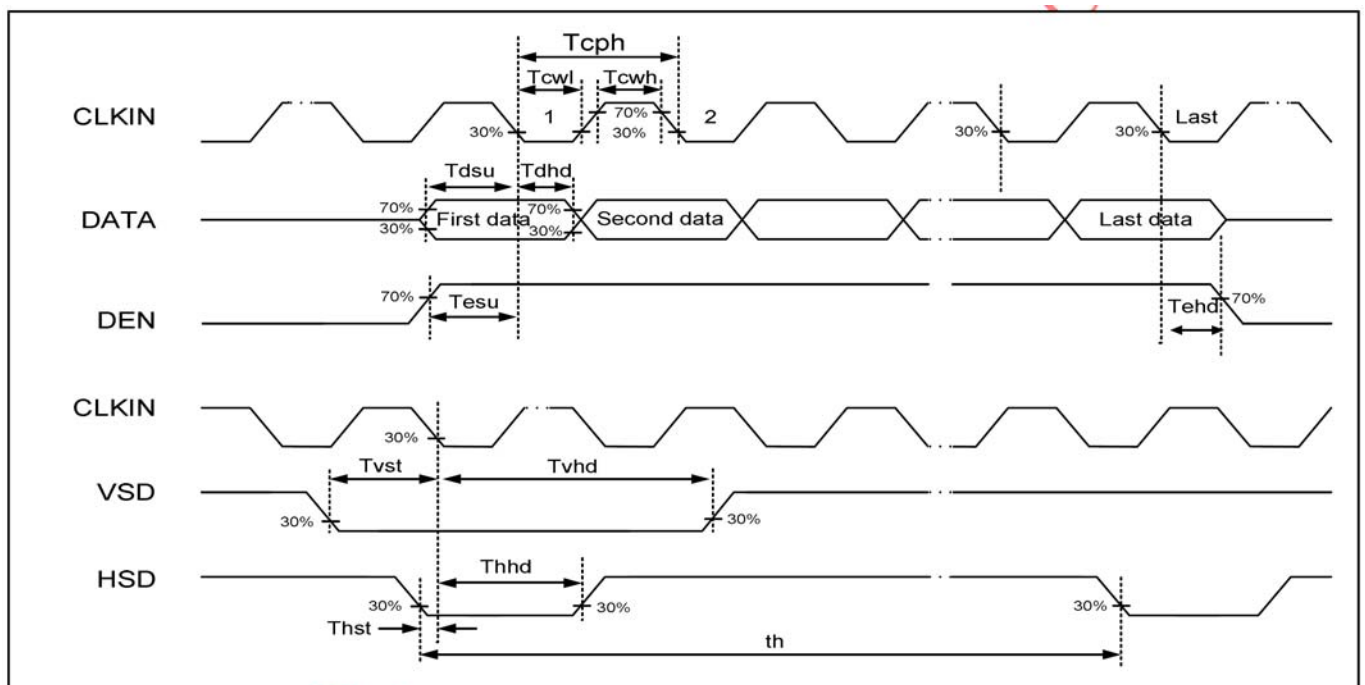 Tcph
Tcwl Tcwh
CLKIN 30% 1 70% 30% 2 30% 30% Last
Tdsu Tdhd
DATA 70% 30% First data 70% 30% Second data Last data
DEN 70% Tesu Tehd 70%
CLKIN 30%
Tvst Tvhd
VSD 30% 30%
HSD 30% Thhd 30% 30%
Thst
th